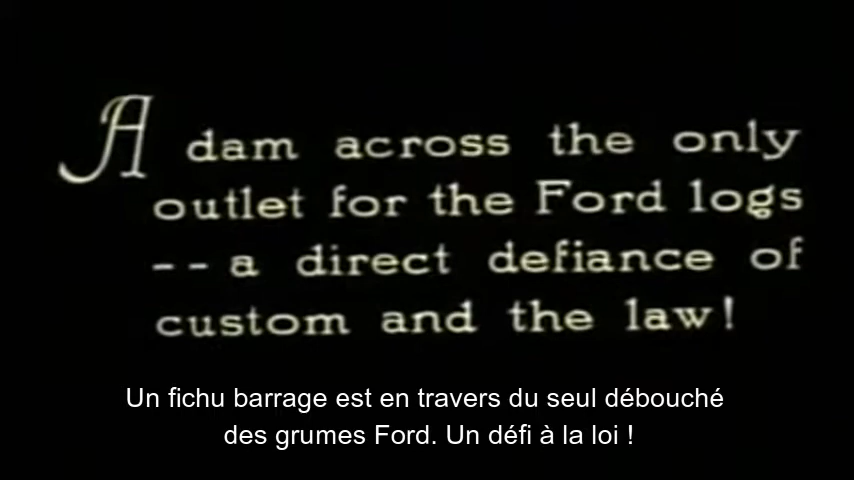 A dam across the only
outlet for the Ford logs
-- a direct defiance of
custom and the law!
Un fichu barrage est en travers du seul débouché
des grumes Ford. Un défi à la loi !